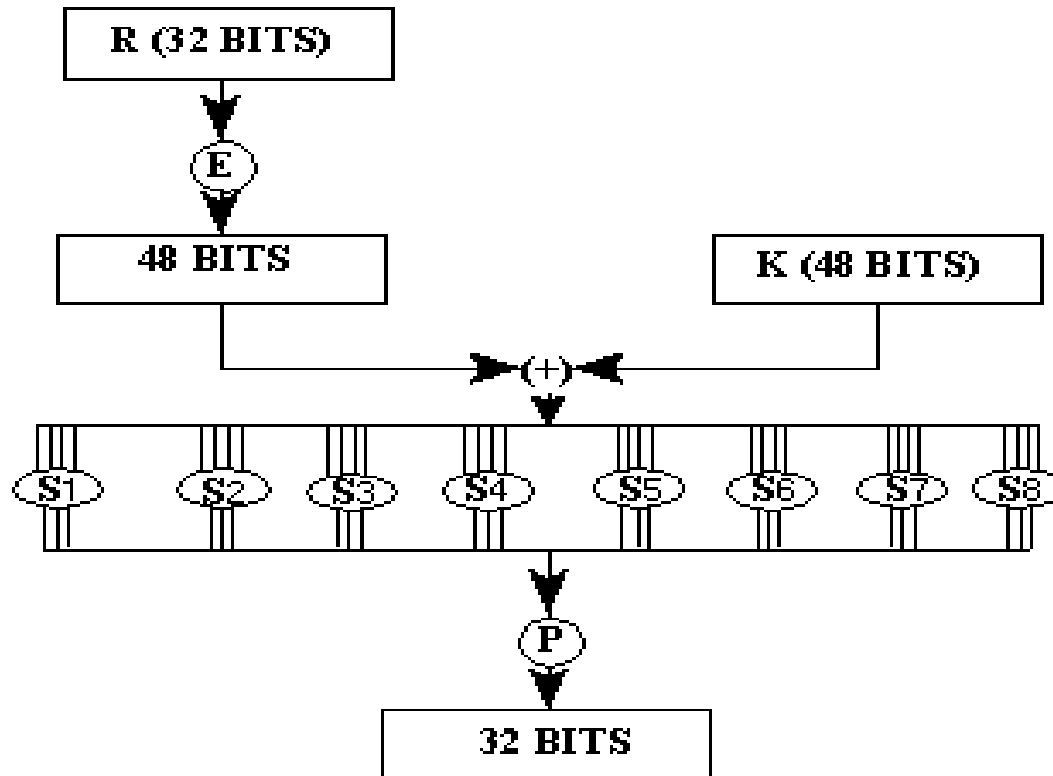 R (32 BITS)
E
48 BITS
K (48 BITS)
(+)
S1 S2 S3 S4 S5 S6 S7 S8
P
32 BITS